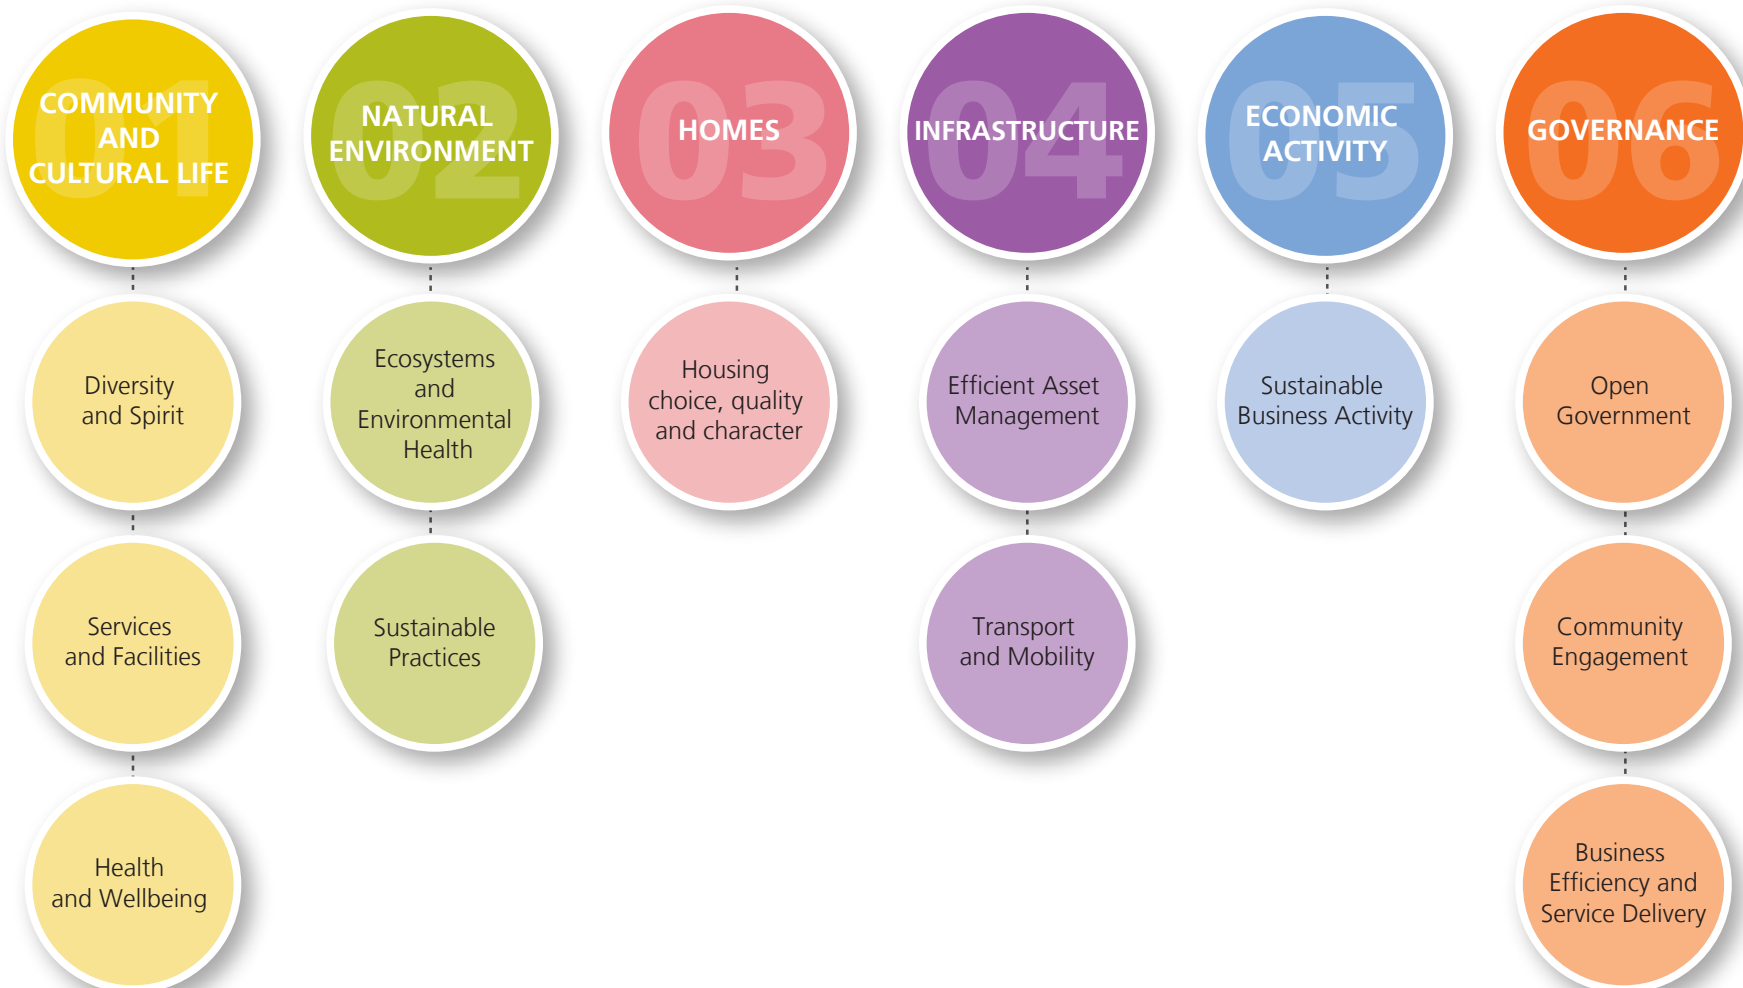 01
COMMUNITY
AND
CULTURAL LIFE
Diversity
and Spirit
Services
and Facilities
Health
and Wellbeing
02
NATURAL
ENVIRONMENT
Ecosystems
and
Environmental
Health
Sustainable
Practices
03
HOMES
Housing
choice, quality
and character
04
INFRASTRUCTURE
Efficient Asset
Management
Transport
and Mobility
05
ECONOMIC
ACTIVITY
Sustainable
Business Activity
06
GOVERNANCE
Open
Government
Community
Engagement
Business
Efficiency and
Service Delivery